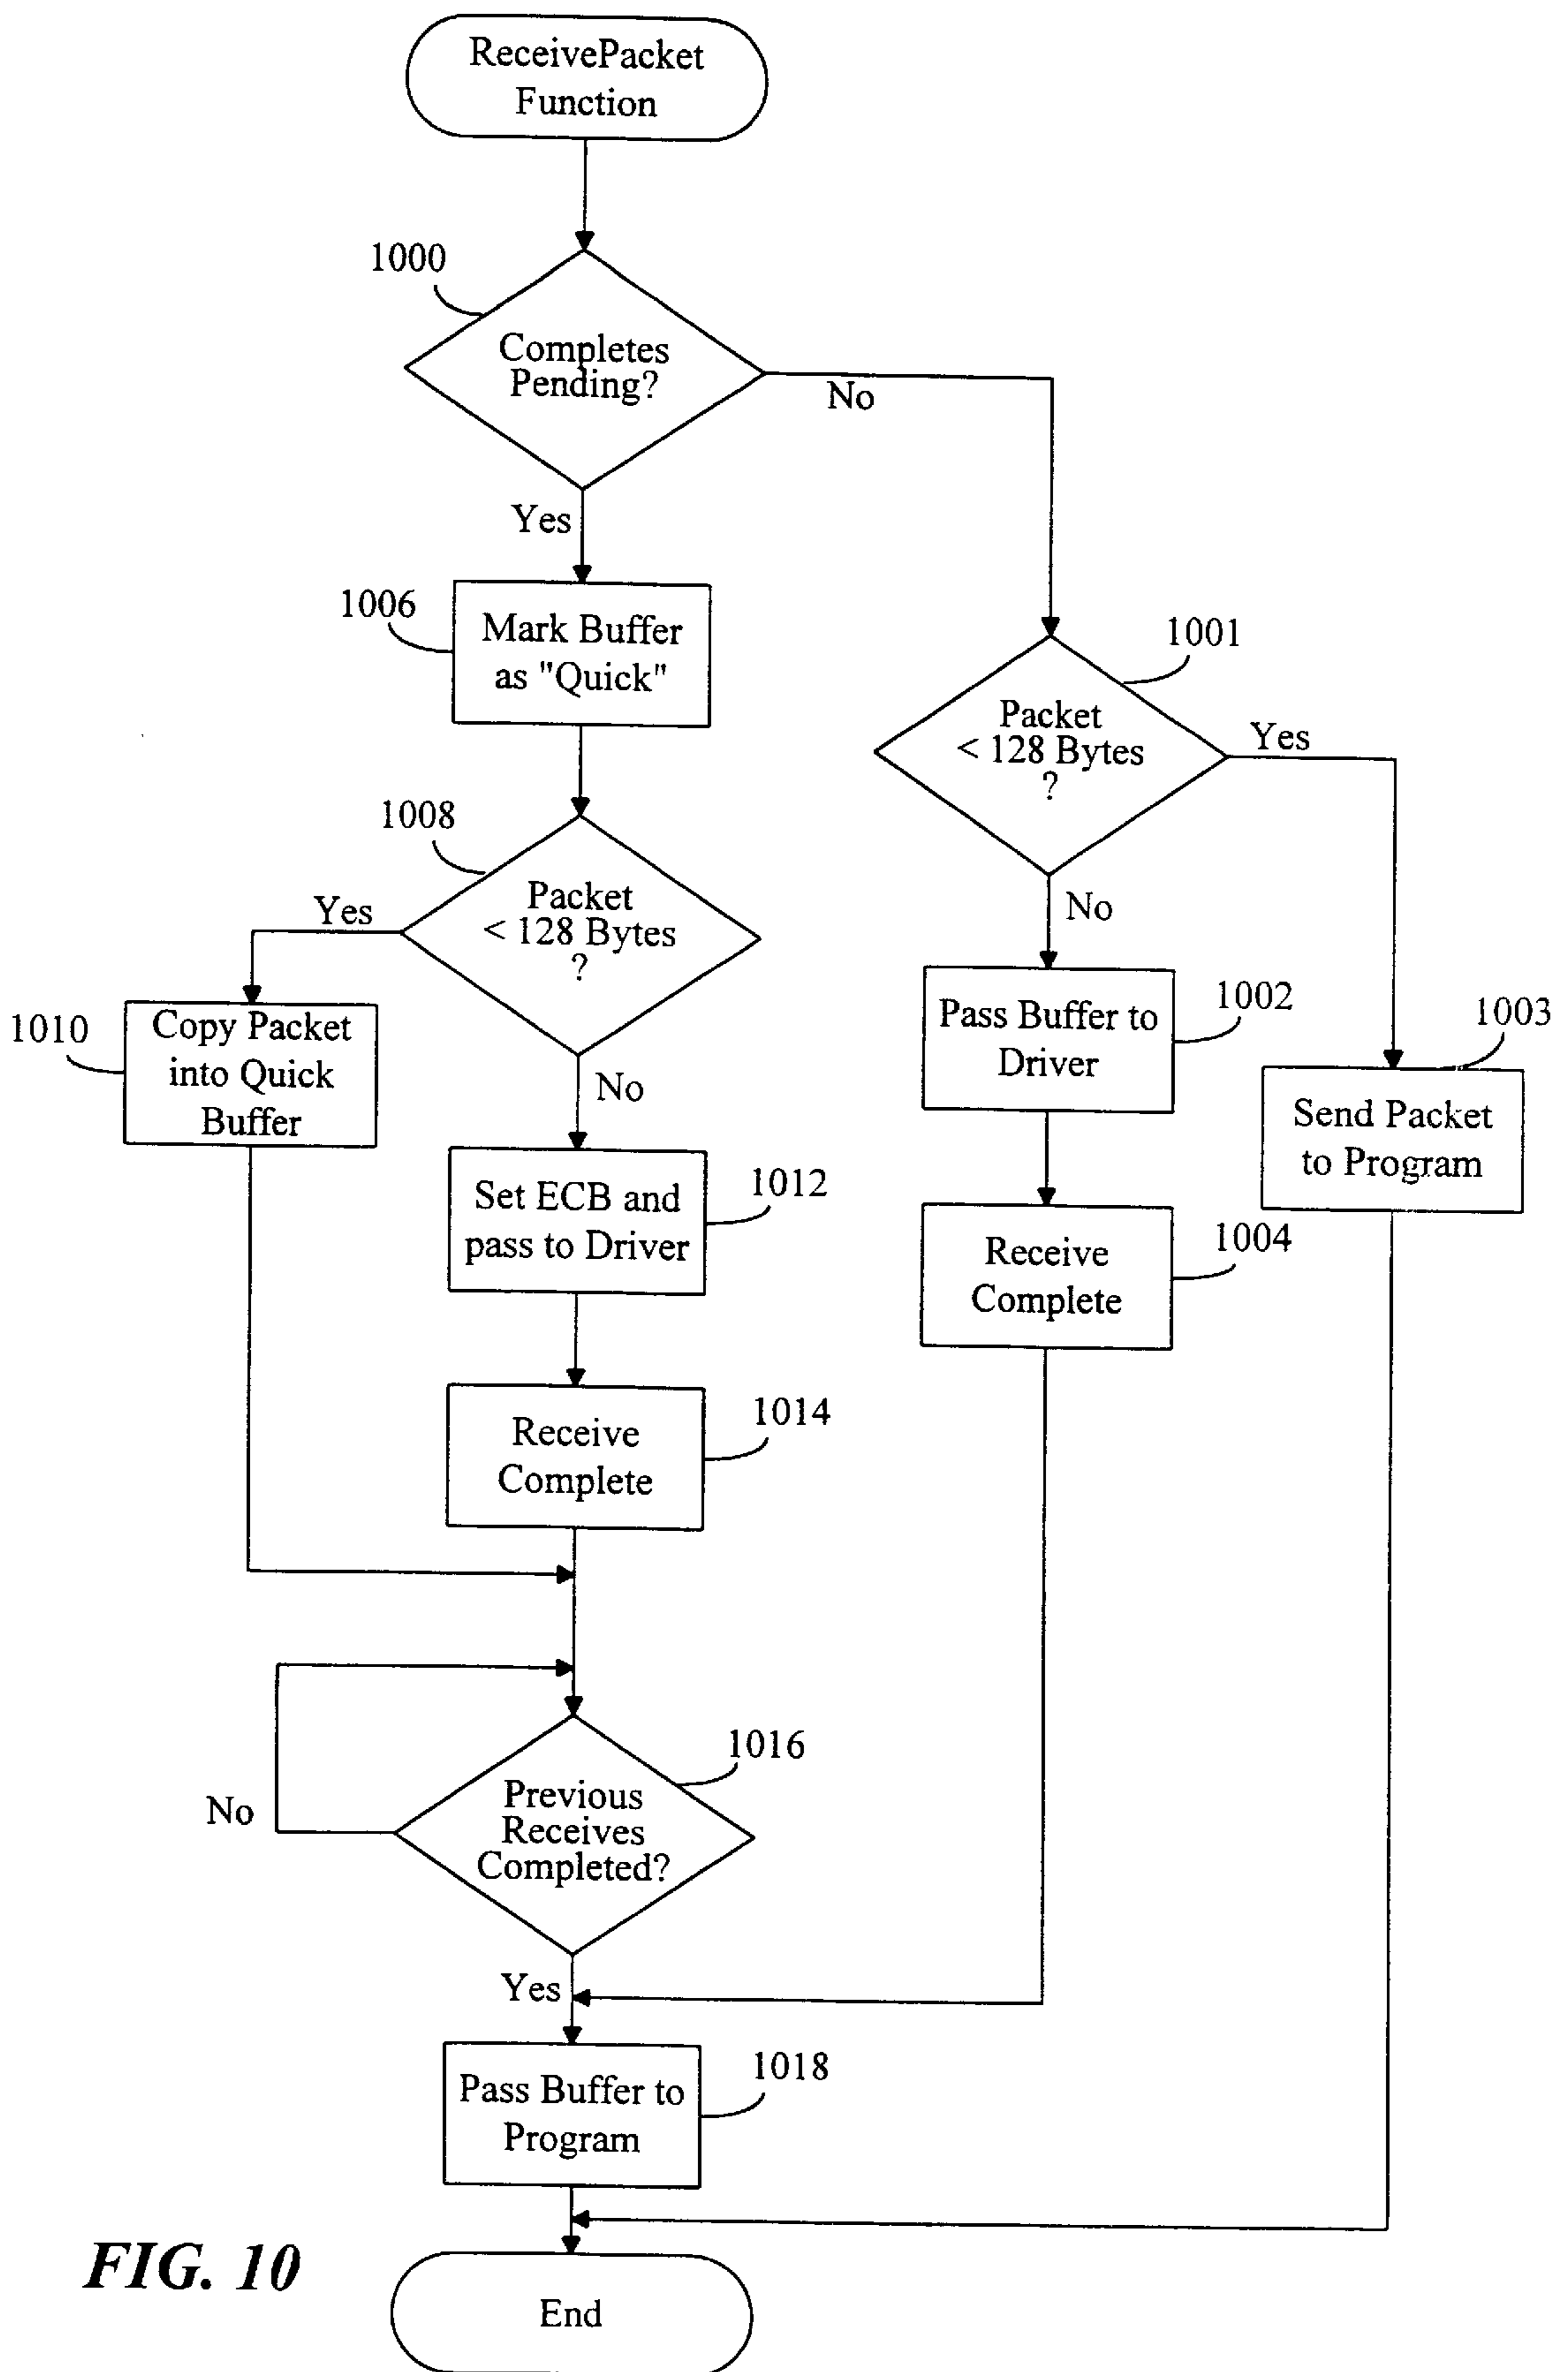 ReceivePacket
Function
1000
Completes
Pending?
No
Yes
1006
Mark Buffer
as "Quick"
1001
Packet
< 128 Bytes
?
Yes
1008
Packet
< 128 Bytes
?
Yes
No
No
1010
Copy Packet
into Quick
Buffer
Pass Buffer to
Driver
1002
1003
Send Packet
to Program
Set ECB and
pass to Driver
1012
Receive
Complete
1004
Receive
Complete
1014
1016
Previous
Receives
Completed?
No
Yes
Pass Buffer to
Program
1018
FIG. 10
End